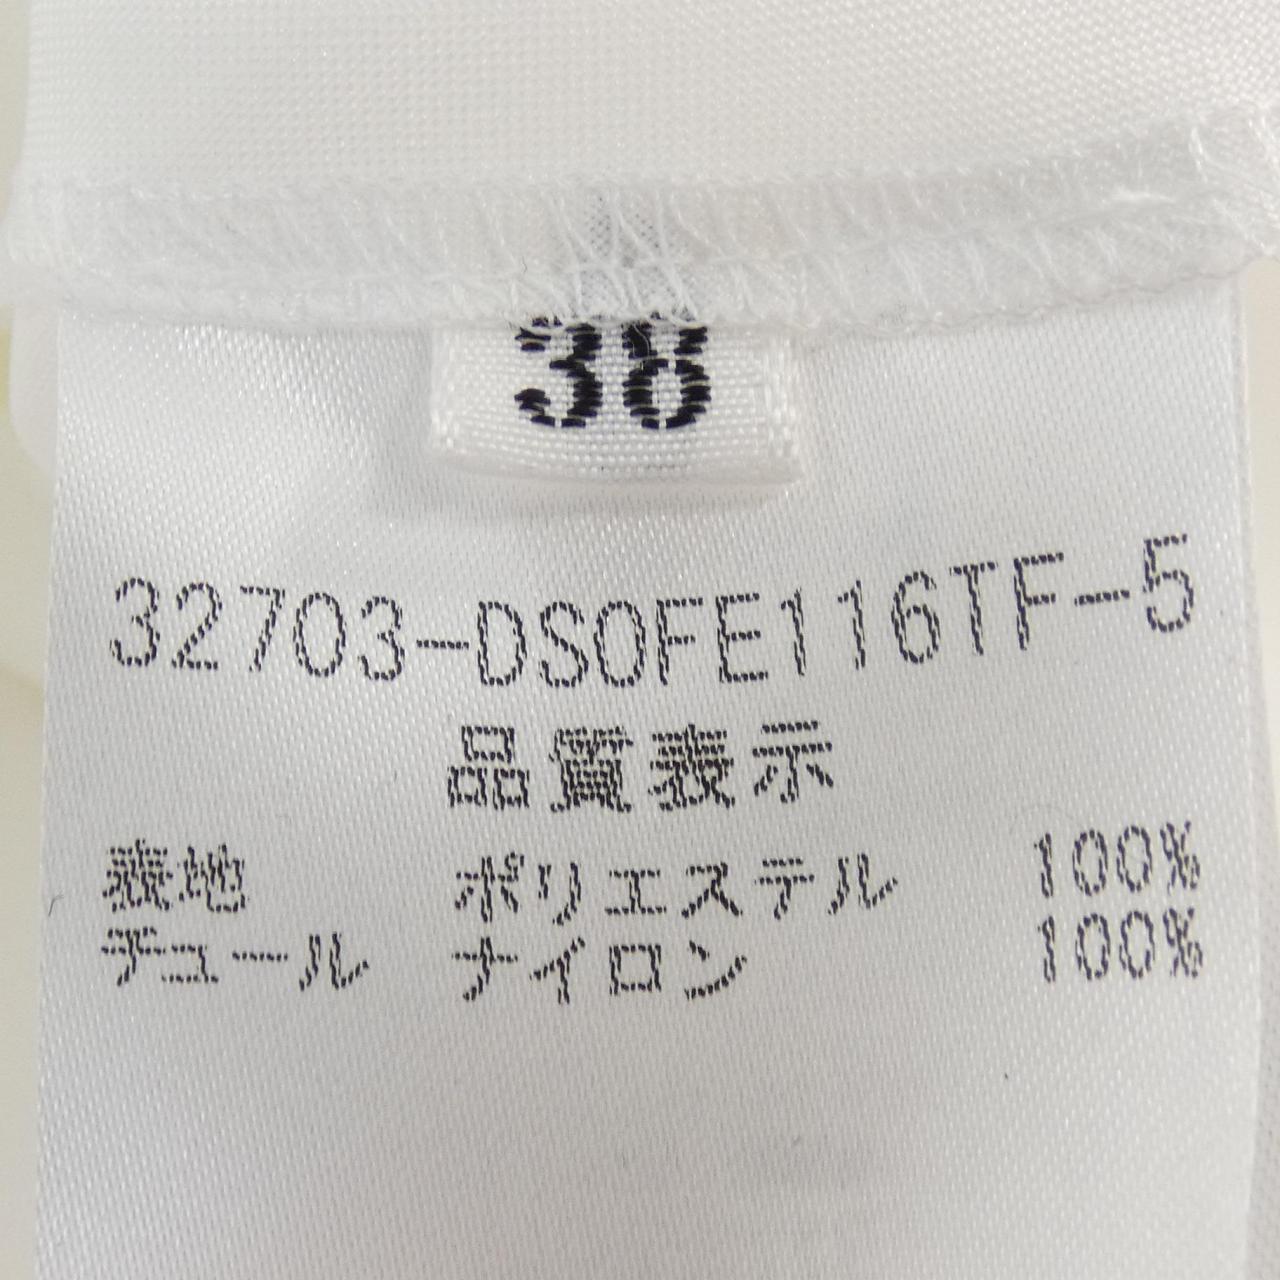 38
32703-DS0FE116TF-5
品質表示
表地 ポリエステル 100%
チュール ナイロン 100%